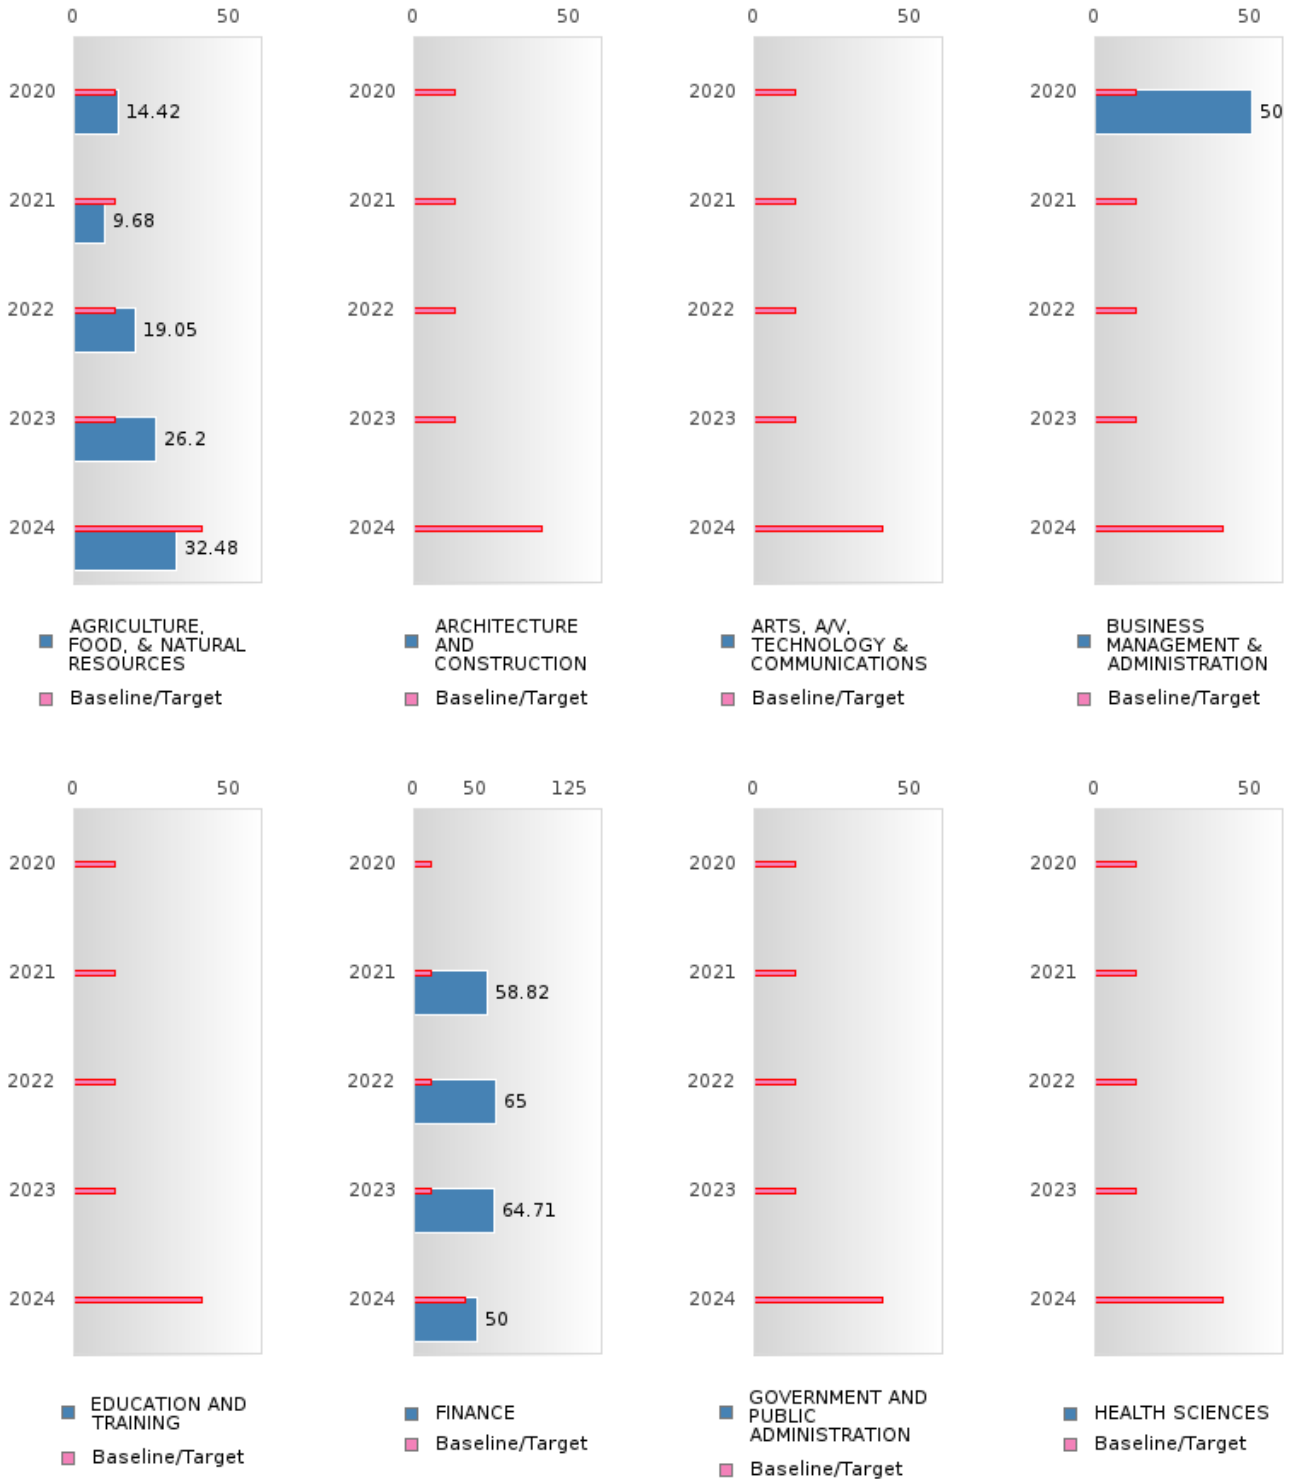 0 50
2020
14.42
2021
9.68
2022
19.05
2023
26.2
2024
32.48
AGRICULTURE,
FOOD, & NATURAL
RESOURCES
Baseline/Target
0 50
2020
2021
2022
2023
2024
ARCHITECTURE
AND
CONSTRUCTION
Baseline/Target
0 50
2020
2021
2022
2023
2024
ARTS, A/V,
TECHNOLOGY &
COMMUNICATIONS
Baseline/Target
0 50
2020
50
2021
2022
2023
2024
BUSINESS
MANAGEMENT &
ADMINISTRATION
Baseline/Target
0 50
2020
2021
2022
2023
2024
EDUCATION AND
TRAINING
Baseline/Target
0 50 125
2020
2021
58.82
2022
65
2023
64.71
2024
50
FINANCE
Baseline/Target
0 50
2020
2021
2022
2023
2024
GOVERNMENT AND
PUBLIC
ADMINISTRATION
Baseline/Target
0 50
2020
2021
2022
2023
2024
HEALTH SCIENCES
Baseline/Target